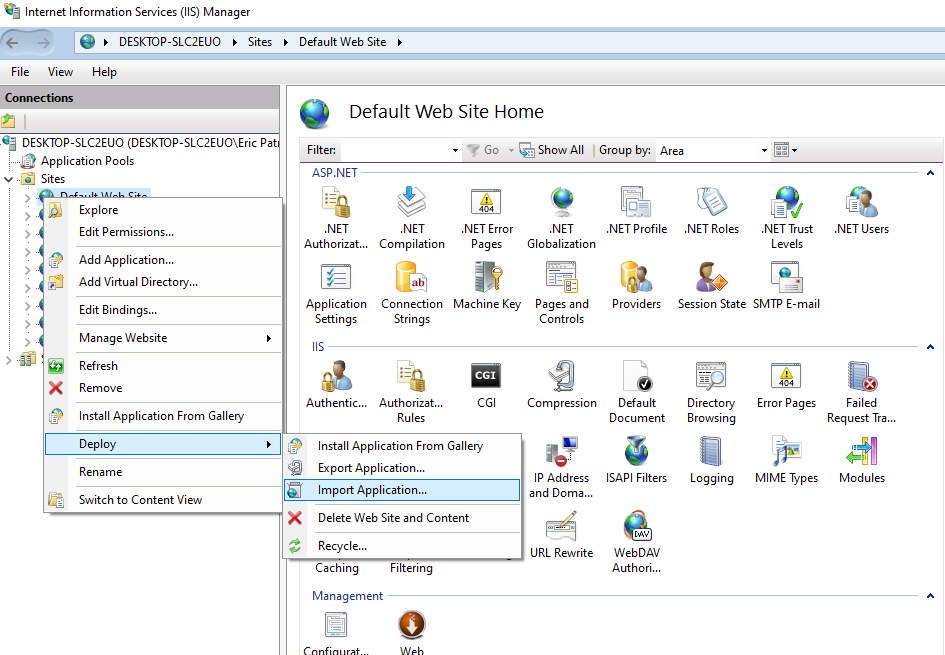 Internet Information Services (IIS) Manager
DESKTOP-SLC2EUO
Sites
Default Web Site
File View Help
Connections
DESKTOP-SLC2EUO (DESKTOP-SLC2EUO\Eric Patr
Application Pools
Sites
Default Web Site
Explore
Edit Permissions...
Add Application...
Add Virtual Directory...
Edit Bindings...
Manage Website
Refresh
Remove
Install Application From Gallery
Deploy
Rename
Switch to Content View
Install Application From Gallery
Export Application...
Import Application...
Delete Web Site and Content
Recycle...
Default Web Site Home
Filter: Go Show All Group by: Area
ASP.NET
.NET
Authorizat...
.NET
Compilation
.NET Error
Pages
.NET
Globalization
.NET Profile
.NET Roles
.NET Trust
Levels
.NET Users
Application
Settings
Connection
Strings
Machine Key
Pages and
Controls
Providers
Session State
SMTP E-mail
IIS
Authentic...
Authorizat...
Rules
CGI
CGI
Compression
Default
Document
Directory
Browsing
Error Pages
Failed
Request Tra...
IP Address
and Doma...
ISAPI Filters
Logging
MIME Types
Modules
Caching
Filtering
URL Rewrite
WebDAV
Authori...
Management
Configurat...
Web
404
ab
404
DAV